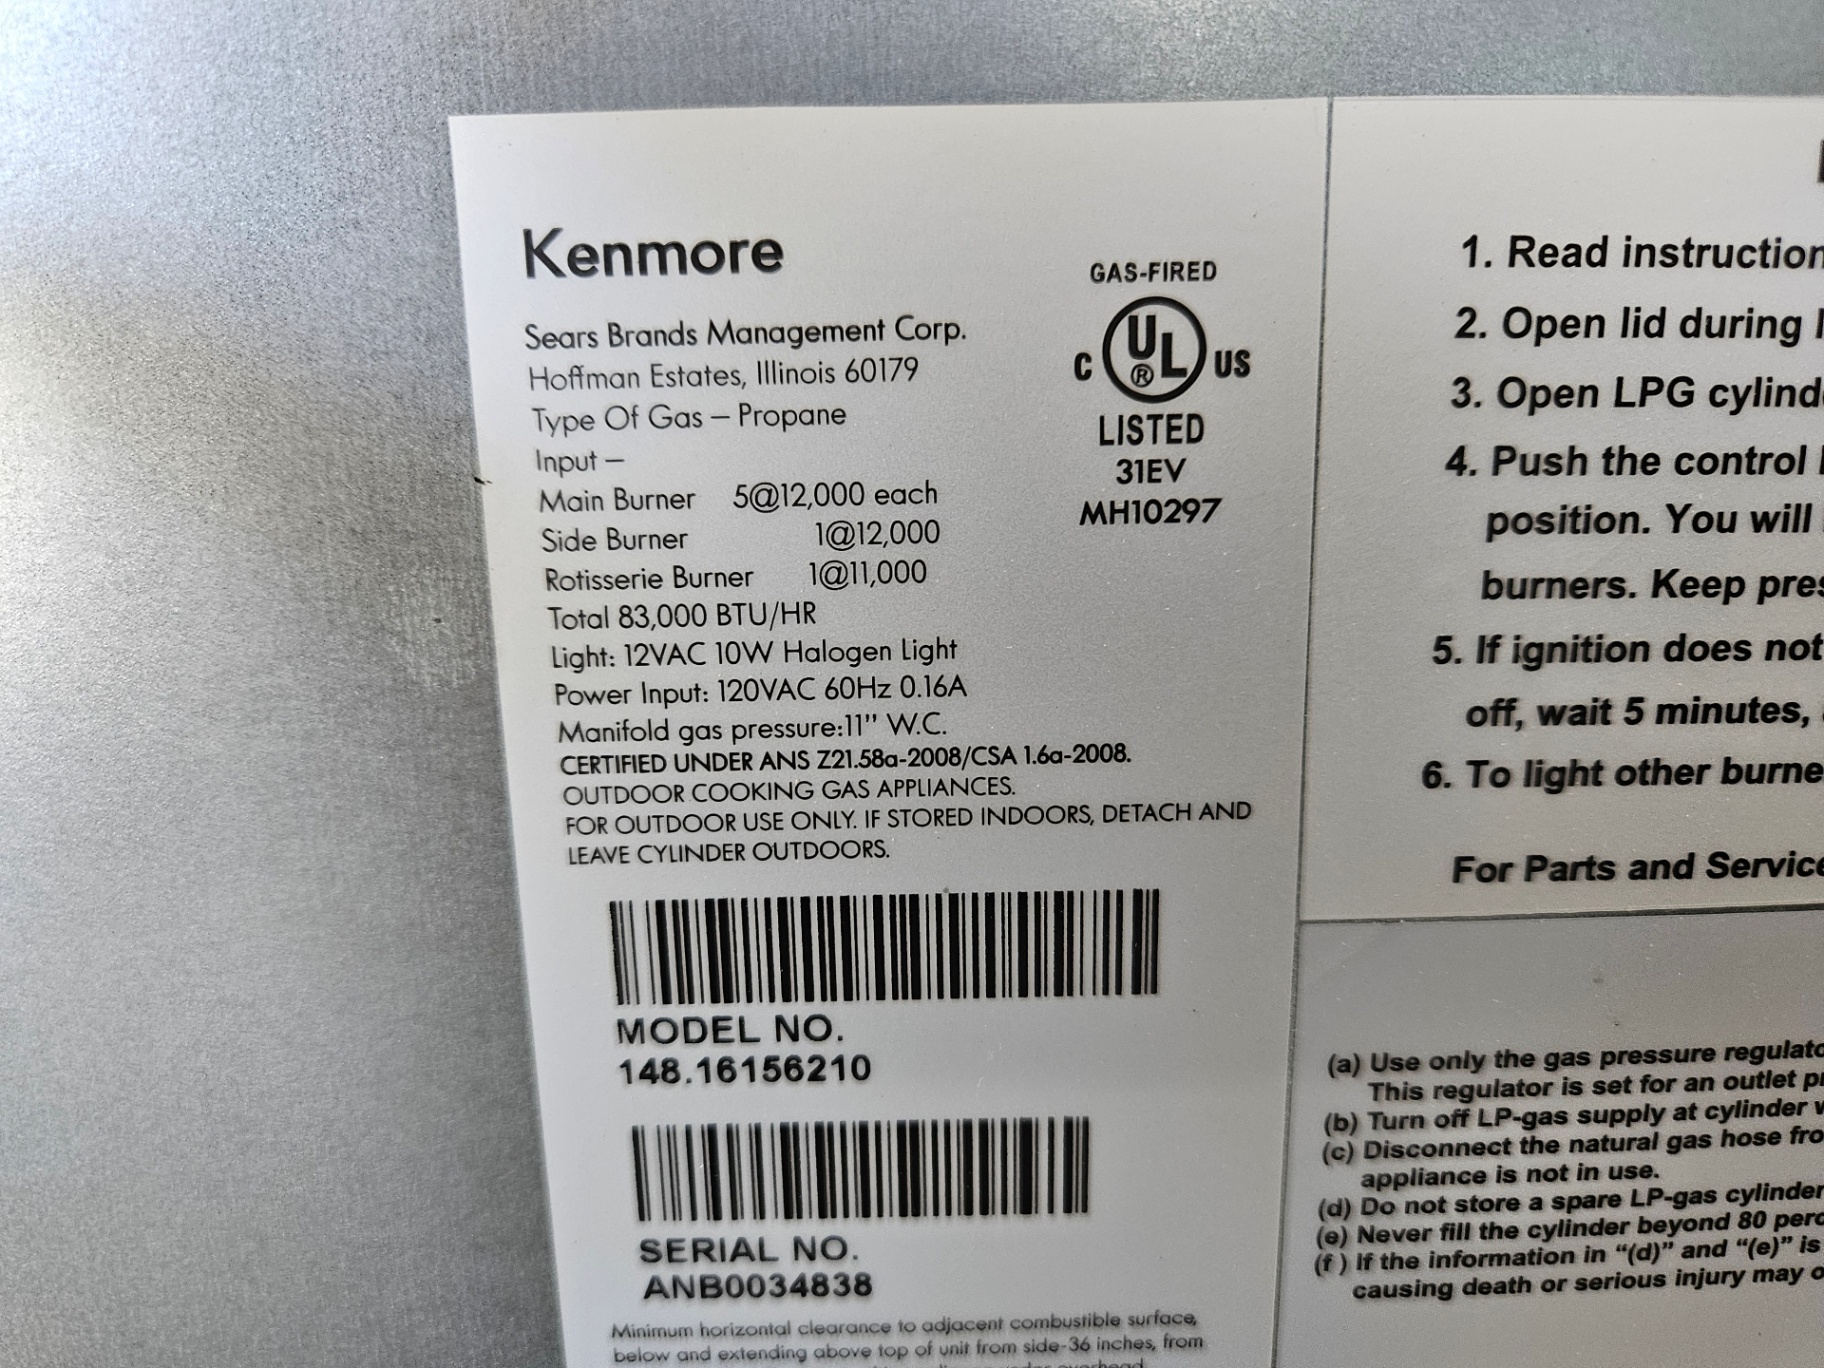 Kenmore
Sears Brands Management Corp.
Hoffman Estates, Illinois 60179
Type Of Gas – Propane
Input –
Main Burner 5@12,000 each
Side Burner 1@12,000
Rotisserie Burner 1@11,000
Total 83,000 BTU/HR
Light: 12VAC 10W Halogen Light
Power Input: 120VAC 60Hz 0.16A
Manifold gas pressure:11" W.C.
CERTIFIED UNDER ANS Z21.58a-2008/CSA 1.6a-2008.
OUTDOOR COOKING GAS APPLIANCES.
FOR OUTDOOR USE ONLY. IF STORED INDOORS, DETACH AND
LEAVE CYLINDER OUTDOORS.
GAS-FIRED
C UL® US
LISTED
31EV
MH10297
MODEL NO.
148.16156210
SERIAL NO.
ANB0034838
Minimum horizontal clearance to adjacent combustible surface,
below and extending above top of unit from side-36 inches, from
overhead
1. Read instruction
2. Open lid during
3. Open LPG cylind
4. Push the control
position. You will
burners. Keep pres
5. If ignition does not
off, wait 5 minutes,
6. To light other burne
For Parts and Service
(a) Use only the gas pressure regulato
This regulator is set for an outlet p
(b) Turn off LP-gas supply at cylinder
(c) Disconnect the natural gas hose fro
appliance is not in use.
(d) Do not store a spare LP-gas cylinder
(e) Never fill the cylinder beyond 80 perc
(f ) If the information in “(d)” and “(e)” is
causing death or serious injury may o